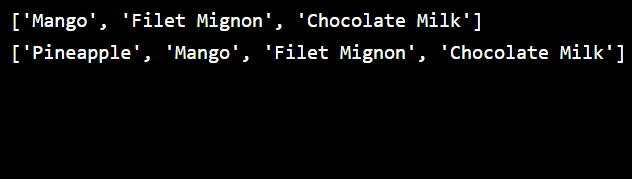 ['Mango', 'Filet Mignon', 'Chocolate Milk']
['Pineapple', 'Mango', 'Filet Mignon', 'Chocolate Milk']